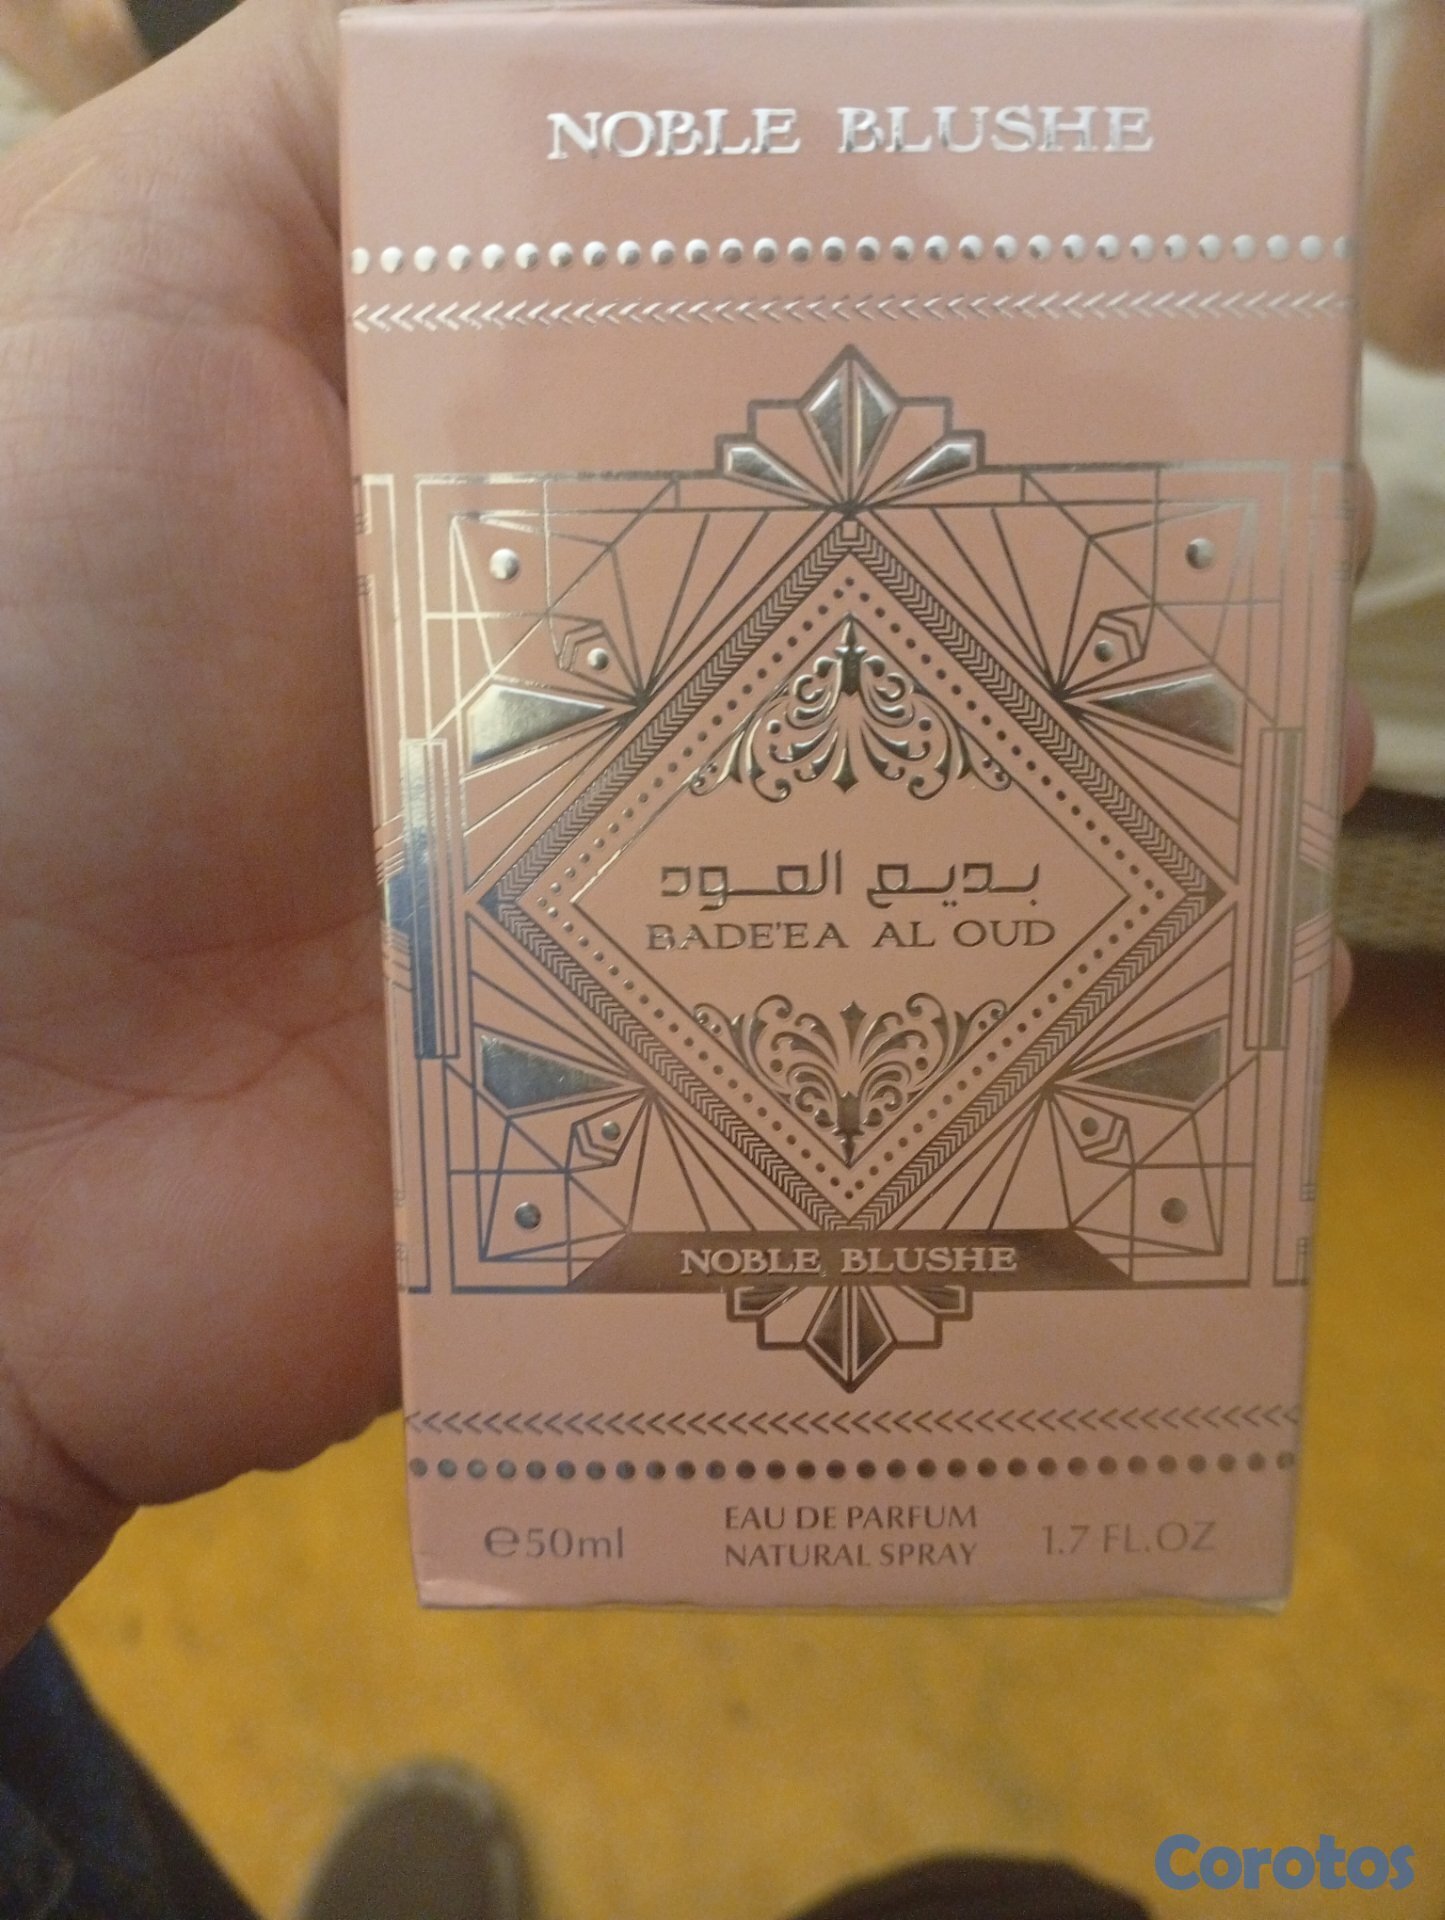 NOBLE BLUSHE
بديع العود
BADE'EA AL OUD
NOBLE BLUSHE
℮50ml
EAU DE PARFUM
NATURAL SPRAY
1.7 FL.OZ
Corotos